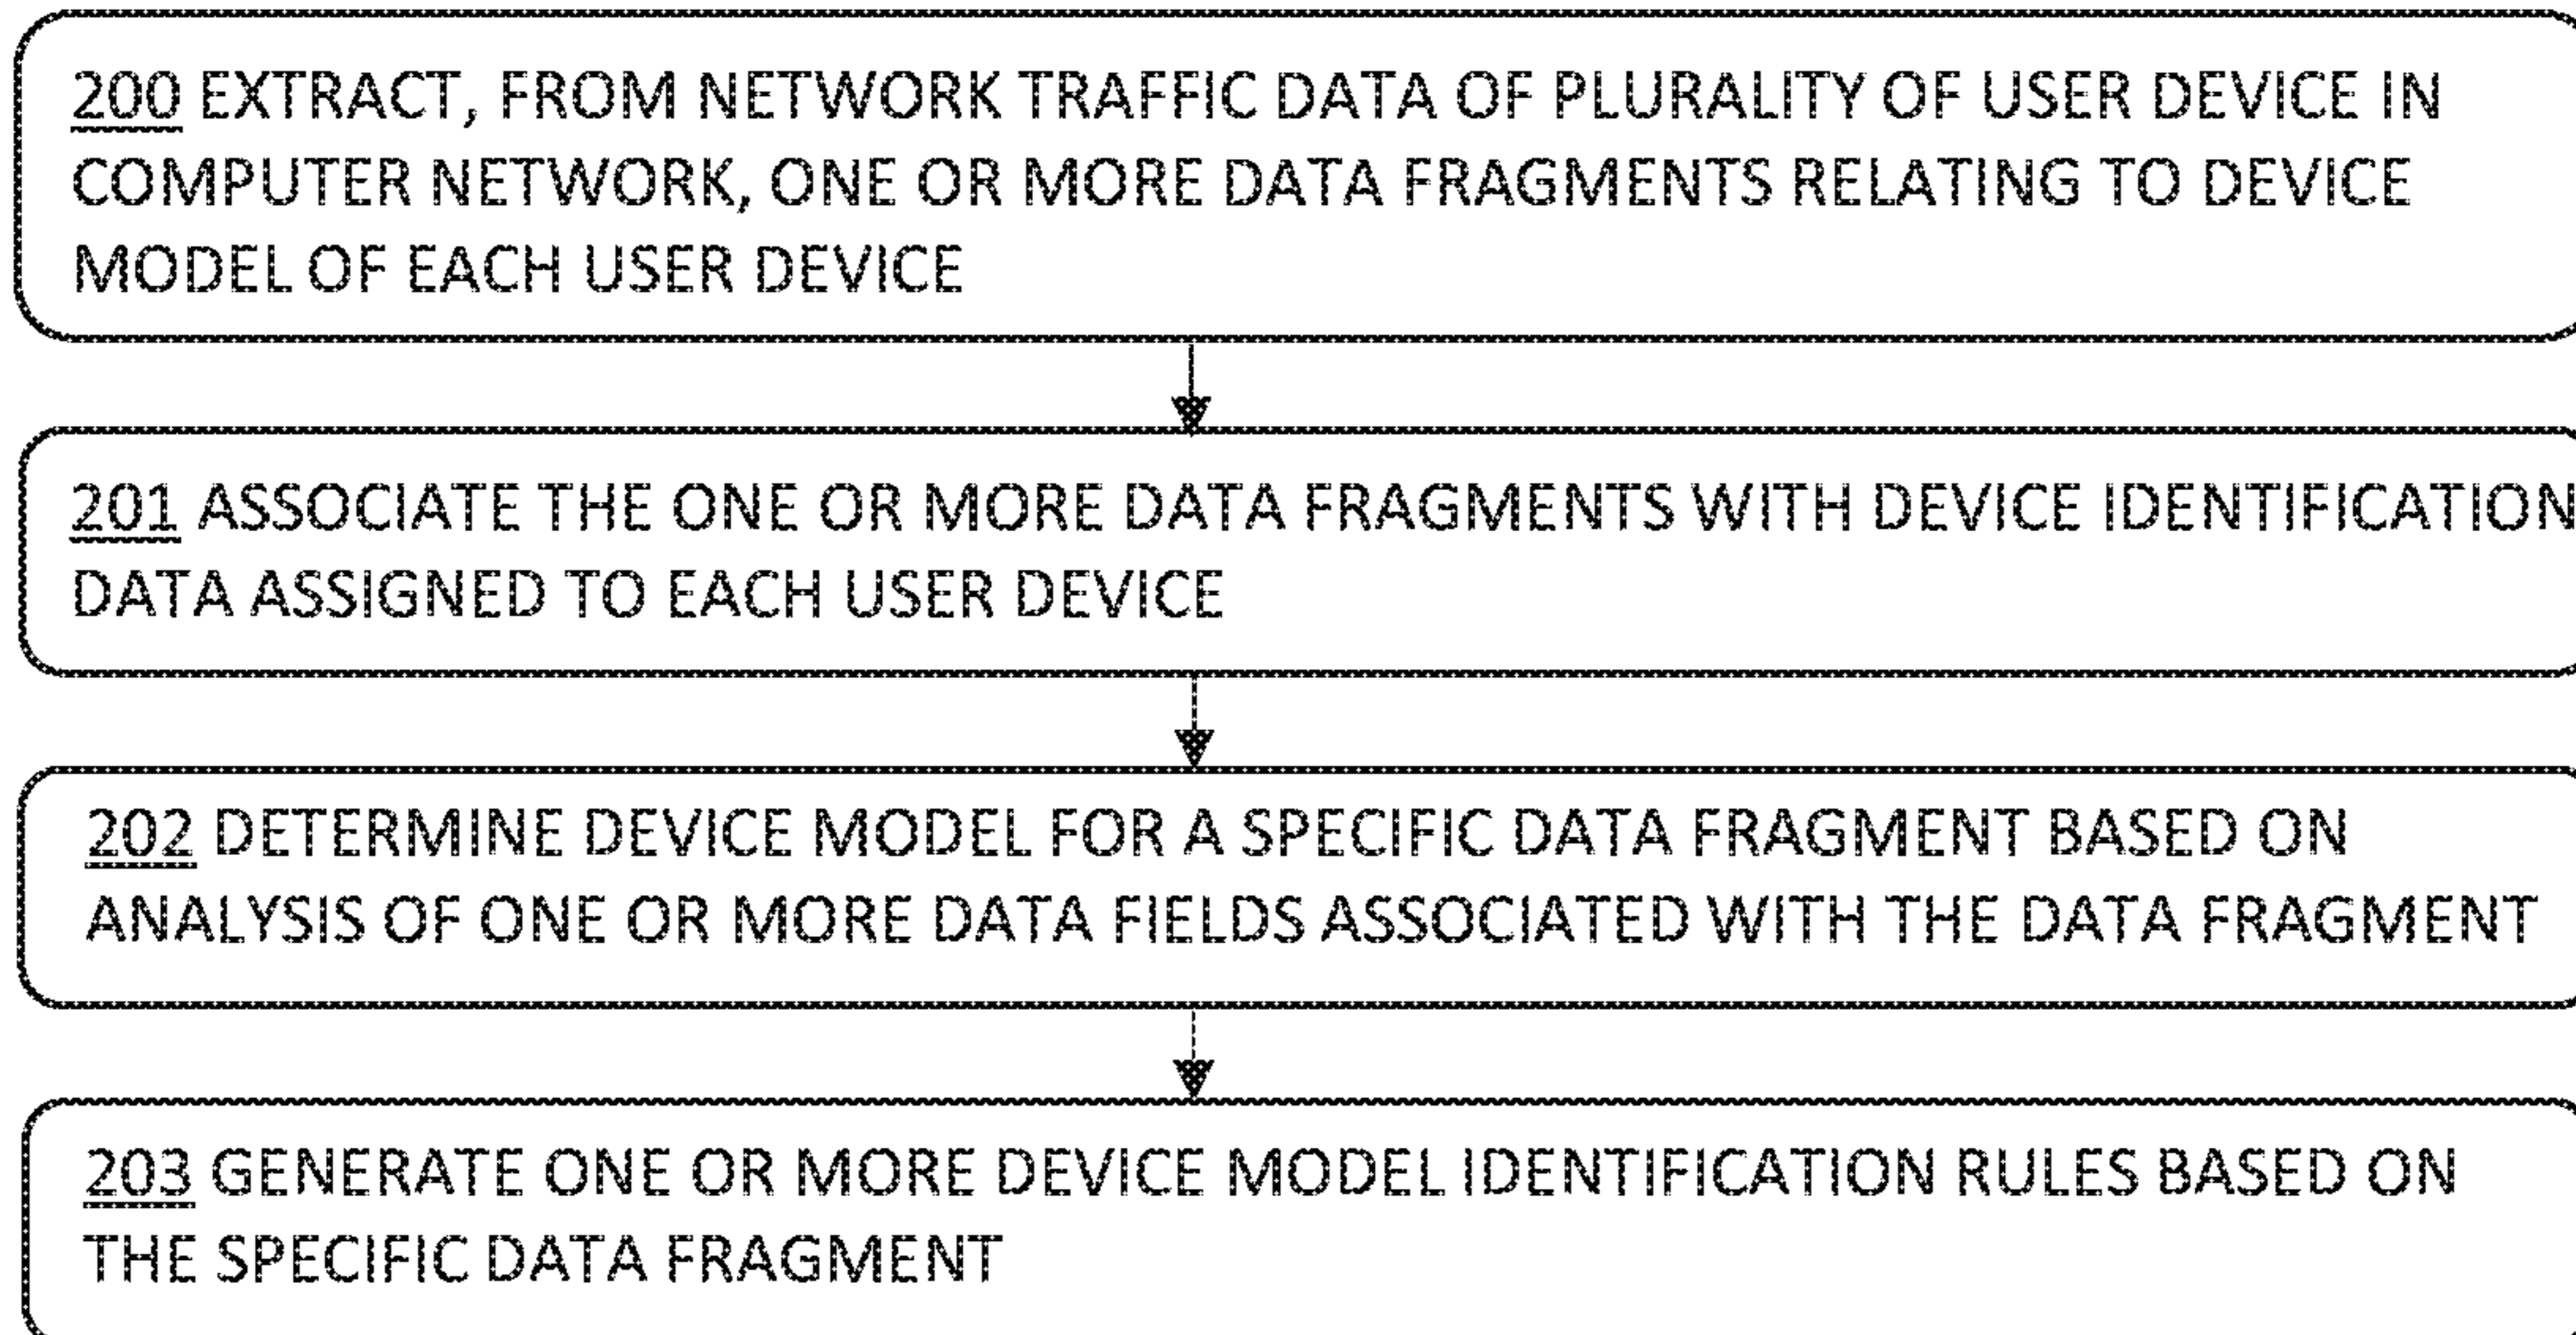 200 EXTRACT, FROM NETWORK TRAFFIC DATA OF PLURALITY OF USER DEVICE IN
COMPUTER NETWORK, ONE OR MORE DATA FRAGMENTS RELATING TO DEVICE
MODEL OF EACH USER DEVICE
201 ASSOCIATE THE ONE OR MORE DATA FRAGMENTS WITH DEVICE IDENTIFICATION
DATA ASSIGNED TO EACH USER DEVICE
202 DETERMINE DEVICE MODEL FOR A SPECIFIC DATA FRAGMENT BASED ON
ANALYSIS OF ONE OR MORE DATA FIELDS ASSOCIATED WITH THE DATA FRAGMENT
203 GENERATE ONE OR MORE DEVICE MODEL IDENTIFICATION RULES BASED ON
THE SPECIFIC DATA FRAGMENT